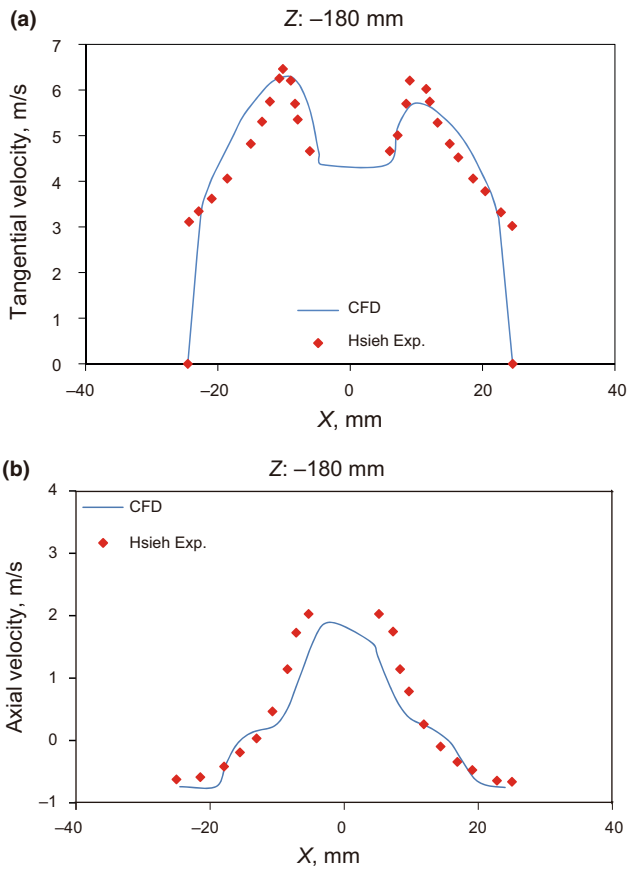 (a)
Z: –180 mm
Tangential velocity, m/s
7
6
5
4
3
2
1
0
CFD
Hsieh Exp.
–40
–20
0
20
40
X, mm
(b)
Z: –180 mm
Axial velocity, m/s
4
3
2
1
0
–1
CFD
Hsieh Exp.
–40
–20
0
20
40
X, mm